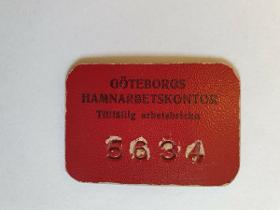 GÖTEBORGS
HAMNARBETSKONTOR
Tillfällig arbetsbricka
5634